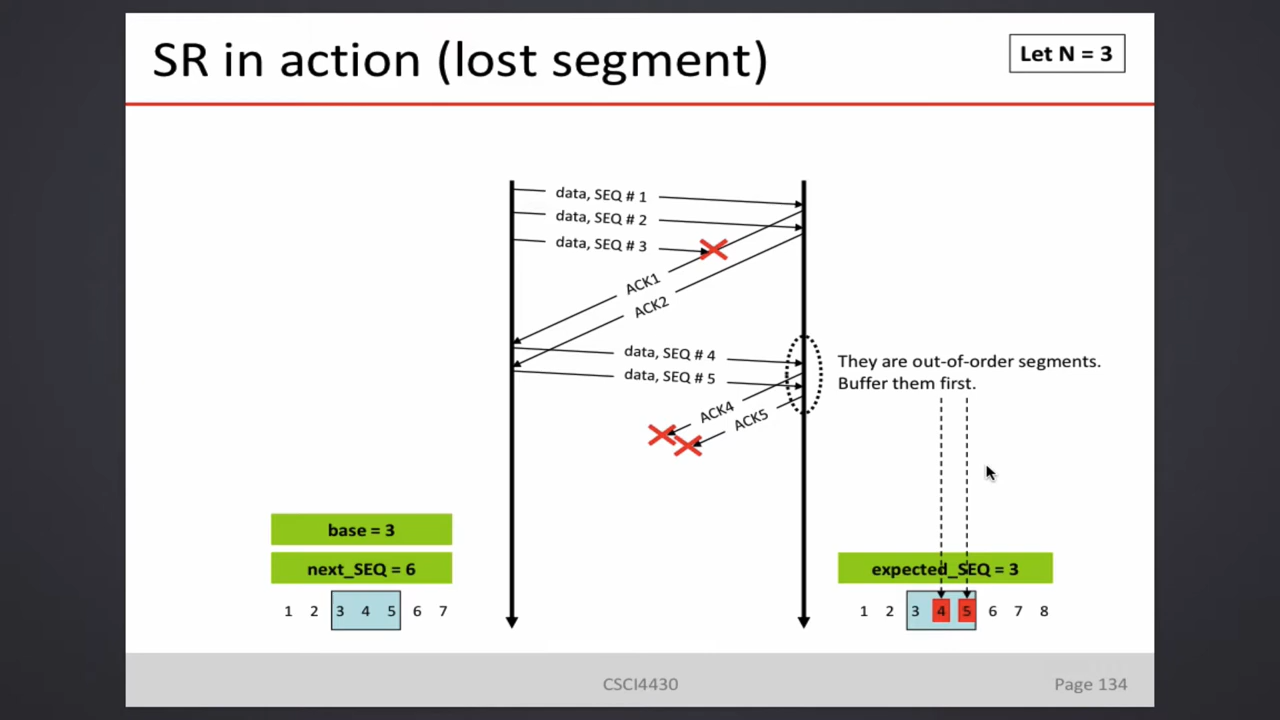 SR in action (lost segment)
Let N = 3
data, SEQ # 1
data, SEQ # 2
data, SEQ # 3
ACK1
ACK2
data, SEQ # 4
data, SEQ # 5
They are out-of-order segments.
Buffer them first.
ACK4
ACK5
base = 3
next_SEQ = 6
expected_SEQ = 3
1 2 3 4 5 6 7
1 2 3 4 5 6 7 8
CSCI4430
Page 134